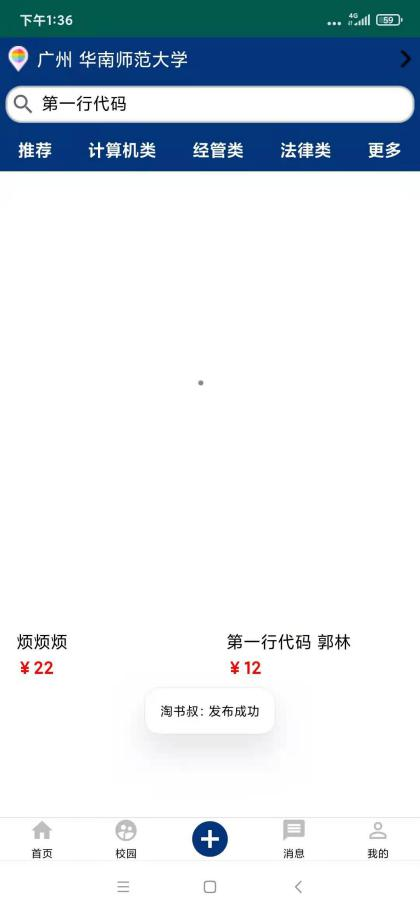 下午1:36
4G
59
广州 华南师范大学
第一行代码
推荐 计算机类 经管类 法律类 更多
烦烦烦 第一行代码 郭林
¥22 ¥12
淘书叔: 发布成功
首页 校园 消息 我的